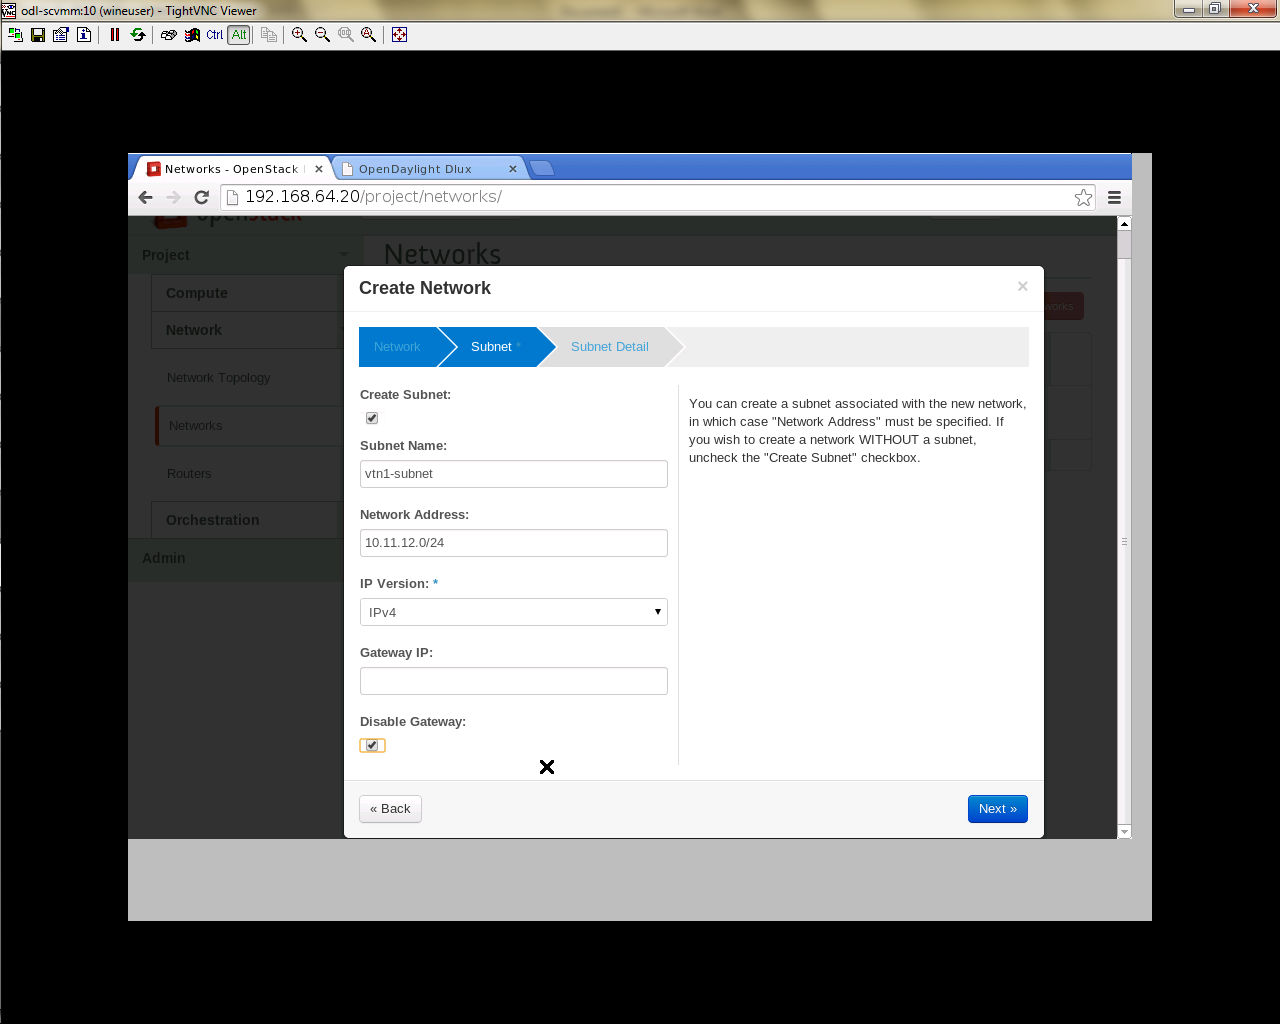 odl-scvmm:10 (wineuser) - TightVNC Viewer
Ctrl Alt
Networks - OpenStack
OpenDaylight Dlux
192.168.64.20/project/networks/
openstack
Project
Networks
Compute
Network
Network Topology
Networks
Routers
Orchestration
Admin
Create Network
×
Network
Subnet *
Subnet Detail
Create Subnet:
Subnet Name:
vtn1-subnet
Network Address:
10.11.12.0/24
IP Version: *
IPv4
Gateway IP:
Disable Gateway:
You can create a subnet associated with the new network,
in which case "Network Address" must be specified. If
you wish to create a network WITHOUT a subnet,
uncheck the "Create Subnet" checkbox.
« Back
Next »